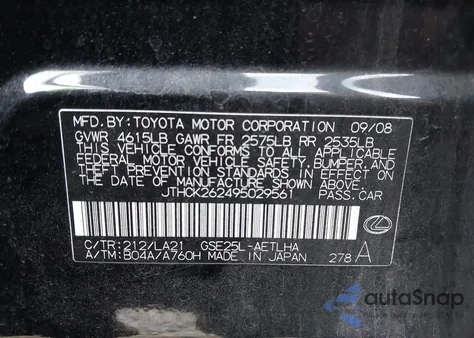 MFD.BY:TOYOTA MOTOR CORPORATION 09/08
GVWR 4615LB GAWR FR 2575LB RR 2535LB
THIS VEHICLE CONFORMS TO ALL APPLICABLE
FEDERAL MOTOR VEHICLE SAFETY, BUMPER, AND
THEFT PREVENTION STANDARDS IN EFFECT ON
THE DATE OF MANUFACTURE SHOWN ABOVE.
JTHCK262495029561 PASS.CAR
C/TR:212/LA21 GSE25L-AETLHA
A/TM:B04A/A760H MADE IN JAPAN 278 A
autoSnap